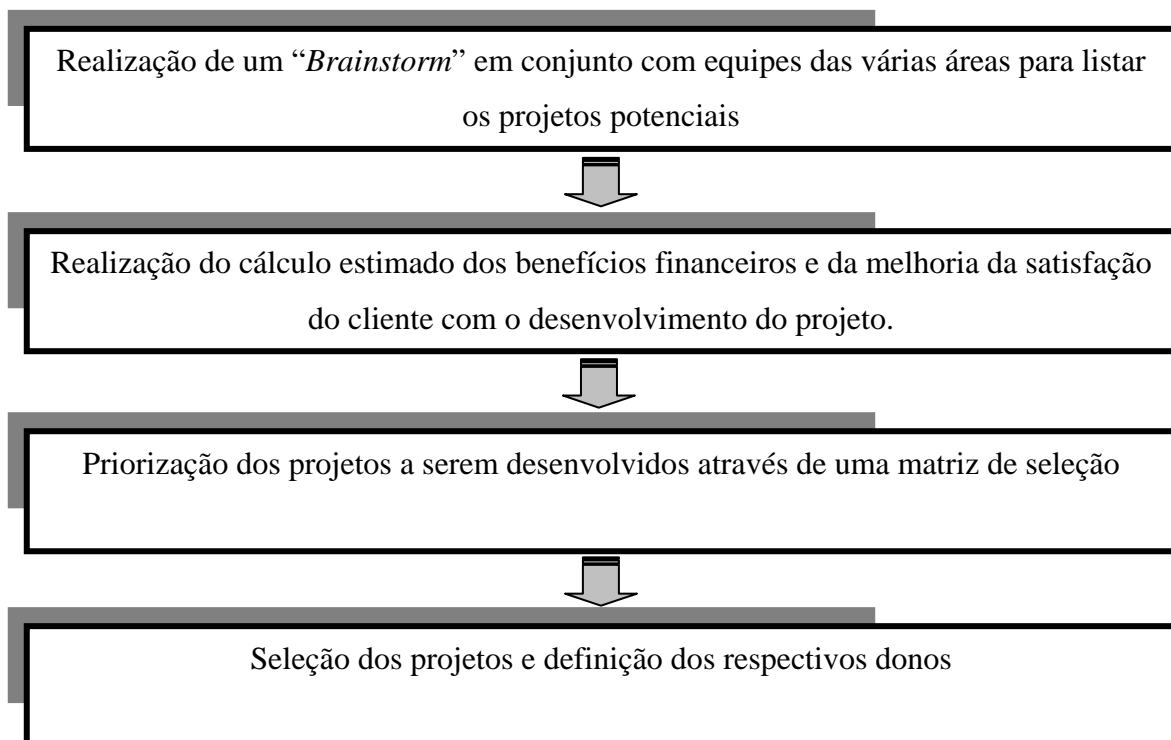 Realização de um “Brainstorm” em conjunto com equipes das várias áreas para listar
os projetos potenciais
Realização do cálculo estimado dos benefícios financeiros e da melhoria da satisfação
do cliente com o desenvolvimento do projeto.
Priorização dos projetos a serem desenvolvidos através de uma matriz de seleção
Seleção dos projetos e definição dos respectivos donos